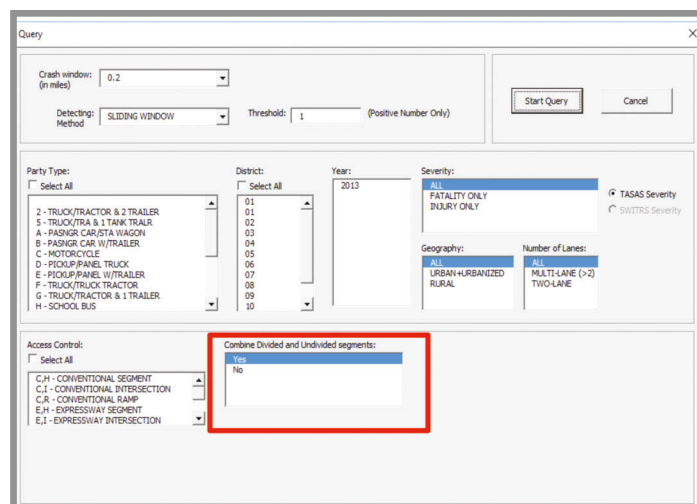 Query
Crash window:
(in miles)
0.2
Detecting:
Method
SLIDING WINDOW
Threshold:
1
(Positive Number Only)
Start Query
Cancel
Party Type:
Select All
2 - TRUCK/TRACTOR & 2 TRAILER
5 - TRUCK/TRA & 1 TANK TRALR
A - PASNGR CAR/STA WAGON
B - PASNGR CAR W/TRAILER
C - MOTORCYCLE
D - PICKUP/PANEL TRUCK
E - PICKUP/PANEL W/TRAILER
F - TRUCK/TRUCK TRACTOR
G - TRUCK/TRACTOR & 1 TRAILER
H - SCHOOL BUS
District:
Select All
01
01
02
03
04
05
06
07
08
09
10
Year:
2013
Severity:
ALL
FATALITY ONLY
INJURY ONLY
TASAS Severity
SWITRS Severity
Geography:
ALL
URBAN+URBANIZED
RURAL
Number of Lanes:
ALL
MULTI-LANE (>2)
TWO-LANE
Access Control:
Select All
C,H - CONVENTIONAL SEGMENT
C,I - CONVENTIONAL INTERSECTION
C,R - CONVENTIONAL RAMP
E,H - EXPRESSWAY SEGMENT
E,I - EXPRESSWAY INTERSECTION
Combine Divided and Undivided segments:
Yes
No